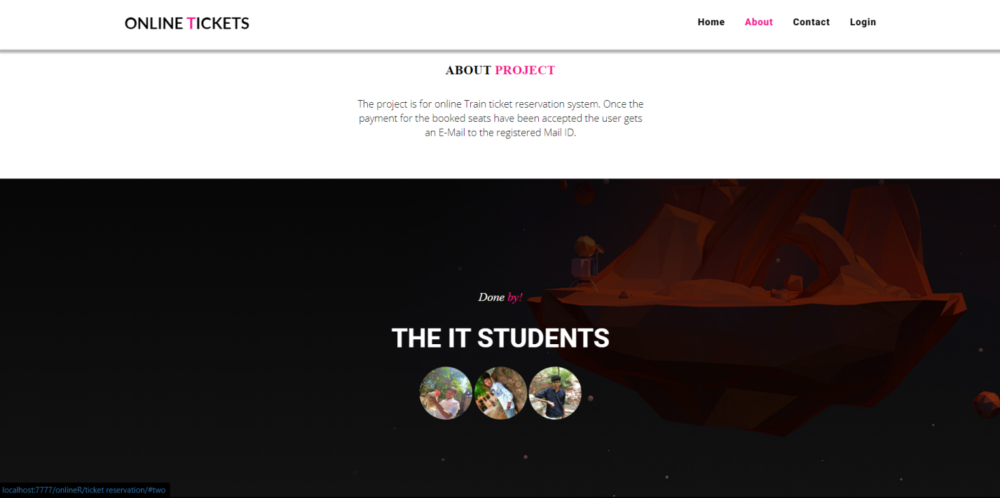 ONLINE TICKETS
Home About Contact Login
ABOUT PROJECT
The project is for online Train ticket reservation system. Once the
payment for the booked seats have been accepted the user gets
an E-Mail to the registered Mail ID.
Done by!
THE IT STUDENTS
localhost:7777/onlineR/ticket reservation/#two